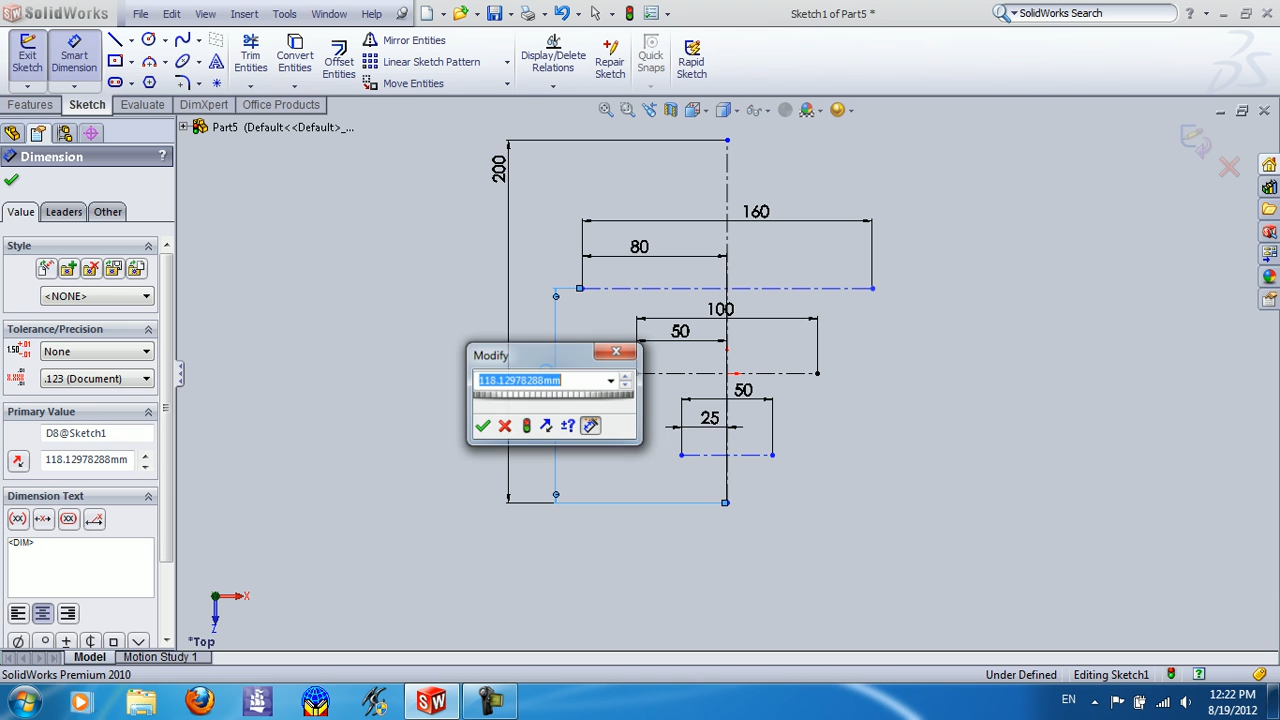 SolidWorks File Edit View Insert Tools Window Help Sketch1 of Part5 * SolidWorks Search ?
Exit Sketch
Smart Dimension
Trim Entities
Convert Entities
Offset Entities
Mirror Entities
Linear Sketch Pattern
Move Entities
Display/Delete Relations
Repair Sketch
Quick Snaps
Rapid Sketch
Features Sketch Evaluate DimXpert Office Products
Part5 (Default<<Default>_...
Dimension ?
Value Leaders Other
Style
<NONE>
Tolerance/Precision
1.50 +.01 -.01 None
.123 (Document)
Primary Value
D8@Sketch1
118.12978288mm
Dimension Text
<DIM>
200
160
80
100
50
50
25
Modify
118.12978288mm
±?
X
Z
*Top
Model Motion Study 1
SolidWorks Premium 2010 Under Defined Editing Sketch1
EN
12:22 PM
8/19/2012